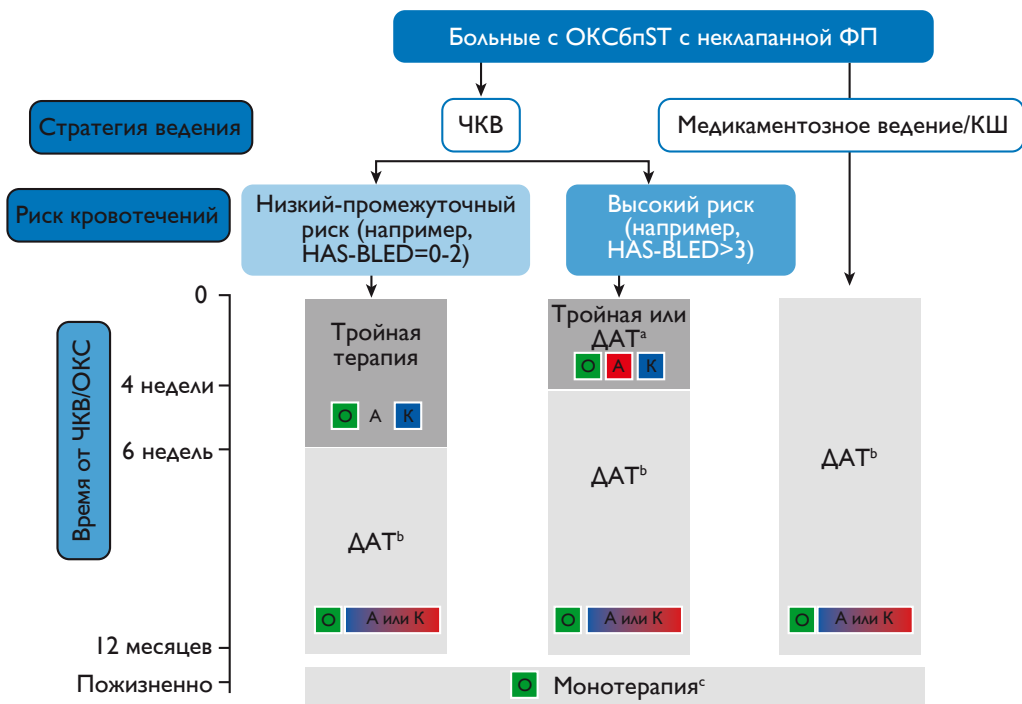 Больные с ОКСбпST с неклапанной ФП
Стратегия ведения
ЧКВ
Медикаментозное ведение/КШ
Риск кровотечений
Низкий-промежуточный
риск (например,
HAS-BLED=0-2)
Высокий риск
(например,
HAS-BLED>3)
Время от ЧКВ/ОКС
0
4 недели
6 недель
12 месяцев
Пожизненно
Тройная
терапия
О А К
ДАТᵇ
О А или К
Тройная или
ДАТᵃ
О А К
ДАТᵇ
О А или К
ДАТᵇ
О А или К
О Монотерапияᶜ